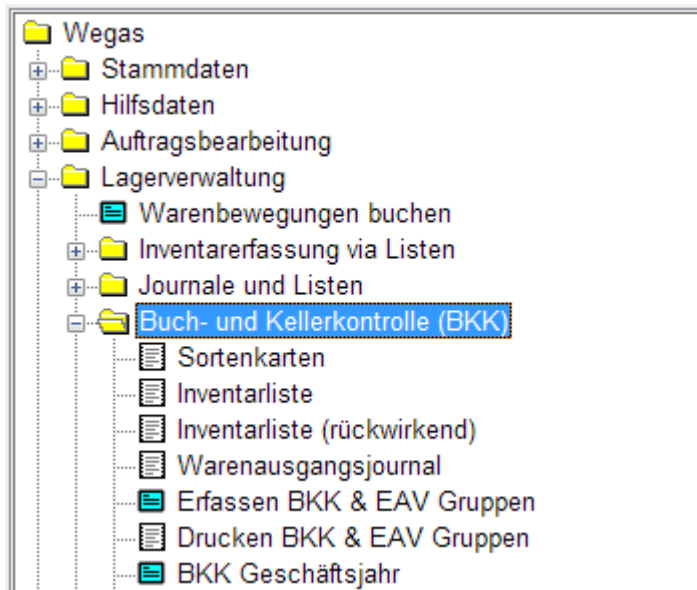 Wegas
Stammdaten
Hilfsdaten
Auftragsbearbeitung
Lagerverwaltung
Warenbewegungen buchen
Inventarerfassung via Listen
Journale und Listen
Buch- und Kellerkontrolle (BKK)
Sortenkarten
Inventarliste
Inventarliste (rückwirkend)
Warenausgangsjournal
Erfassen BKK & EAV Gruppen
Drucken BKK & EAV Gruppen
BKK Geschäftsjahr